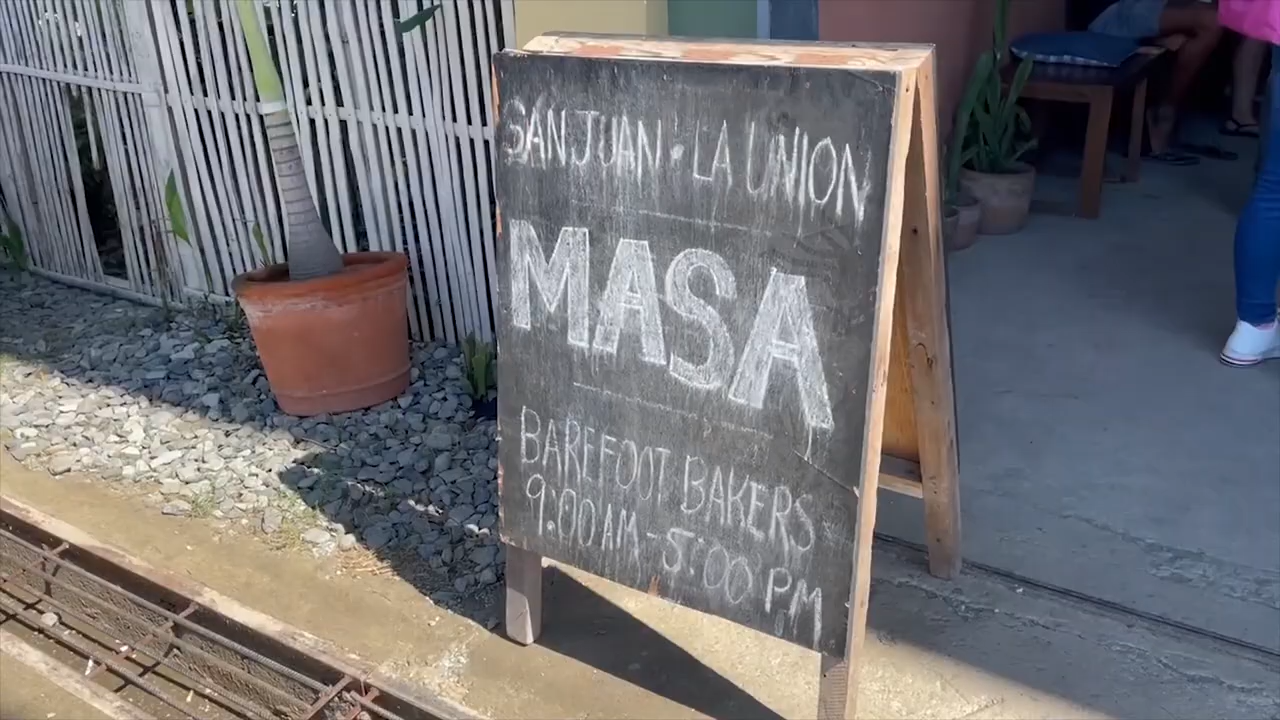 SAN JUAN • LA UNION
MASA
BAREFOOT BAKERS
9:00 AM - 5:00 PM